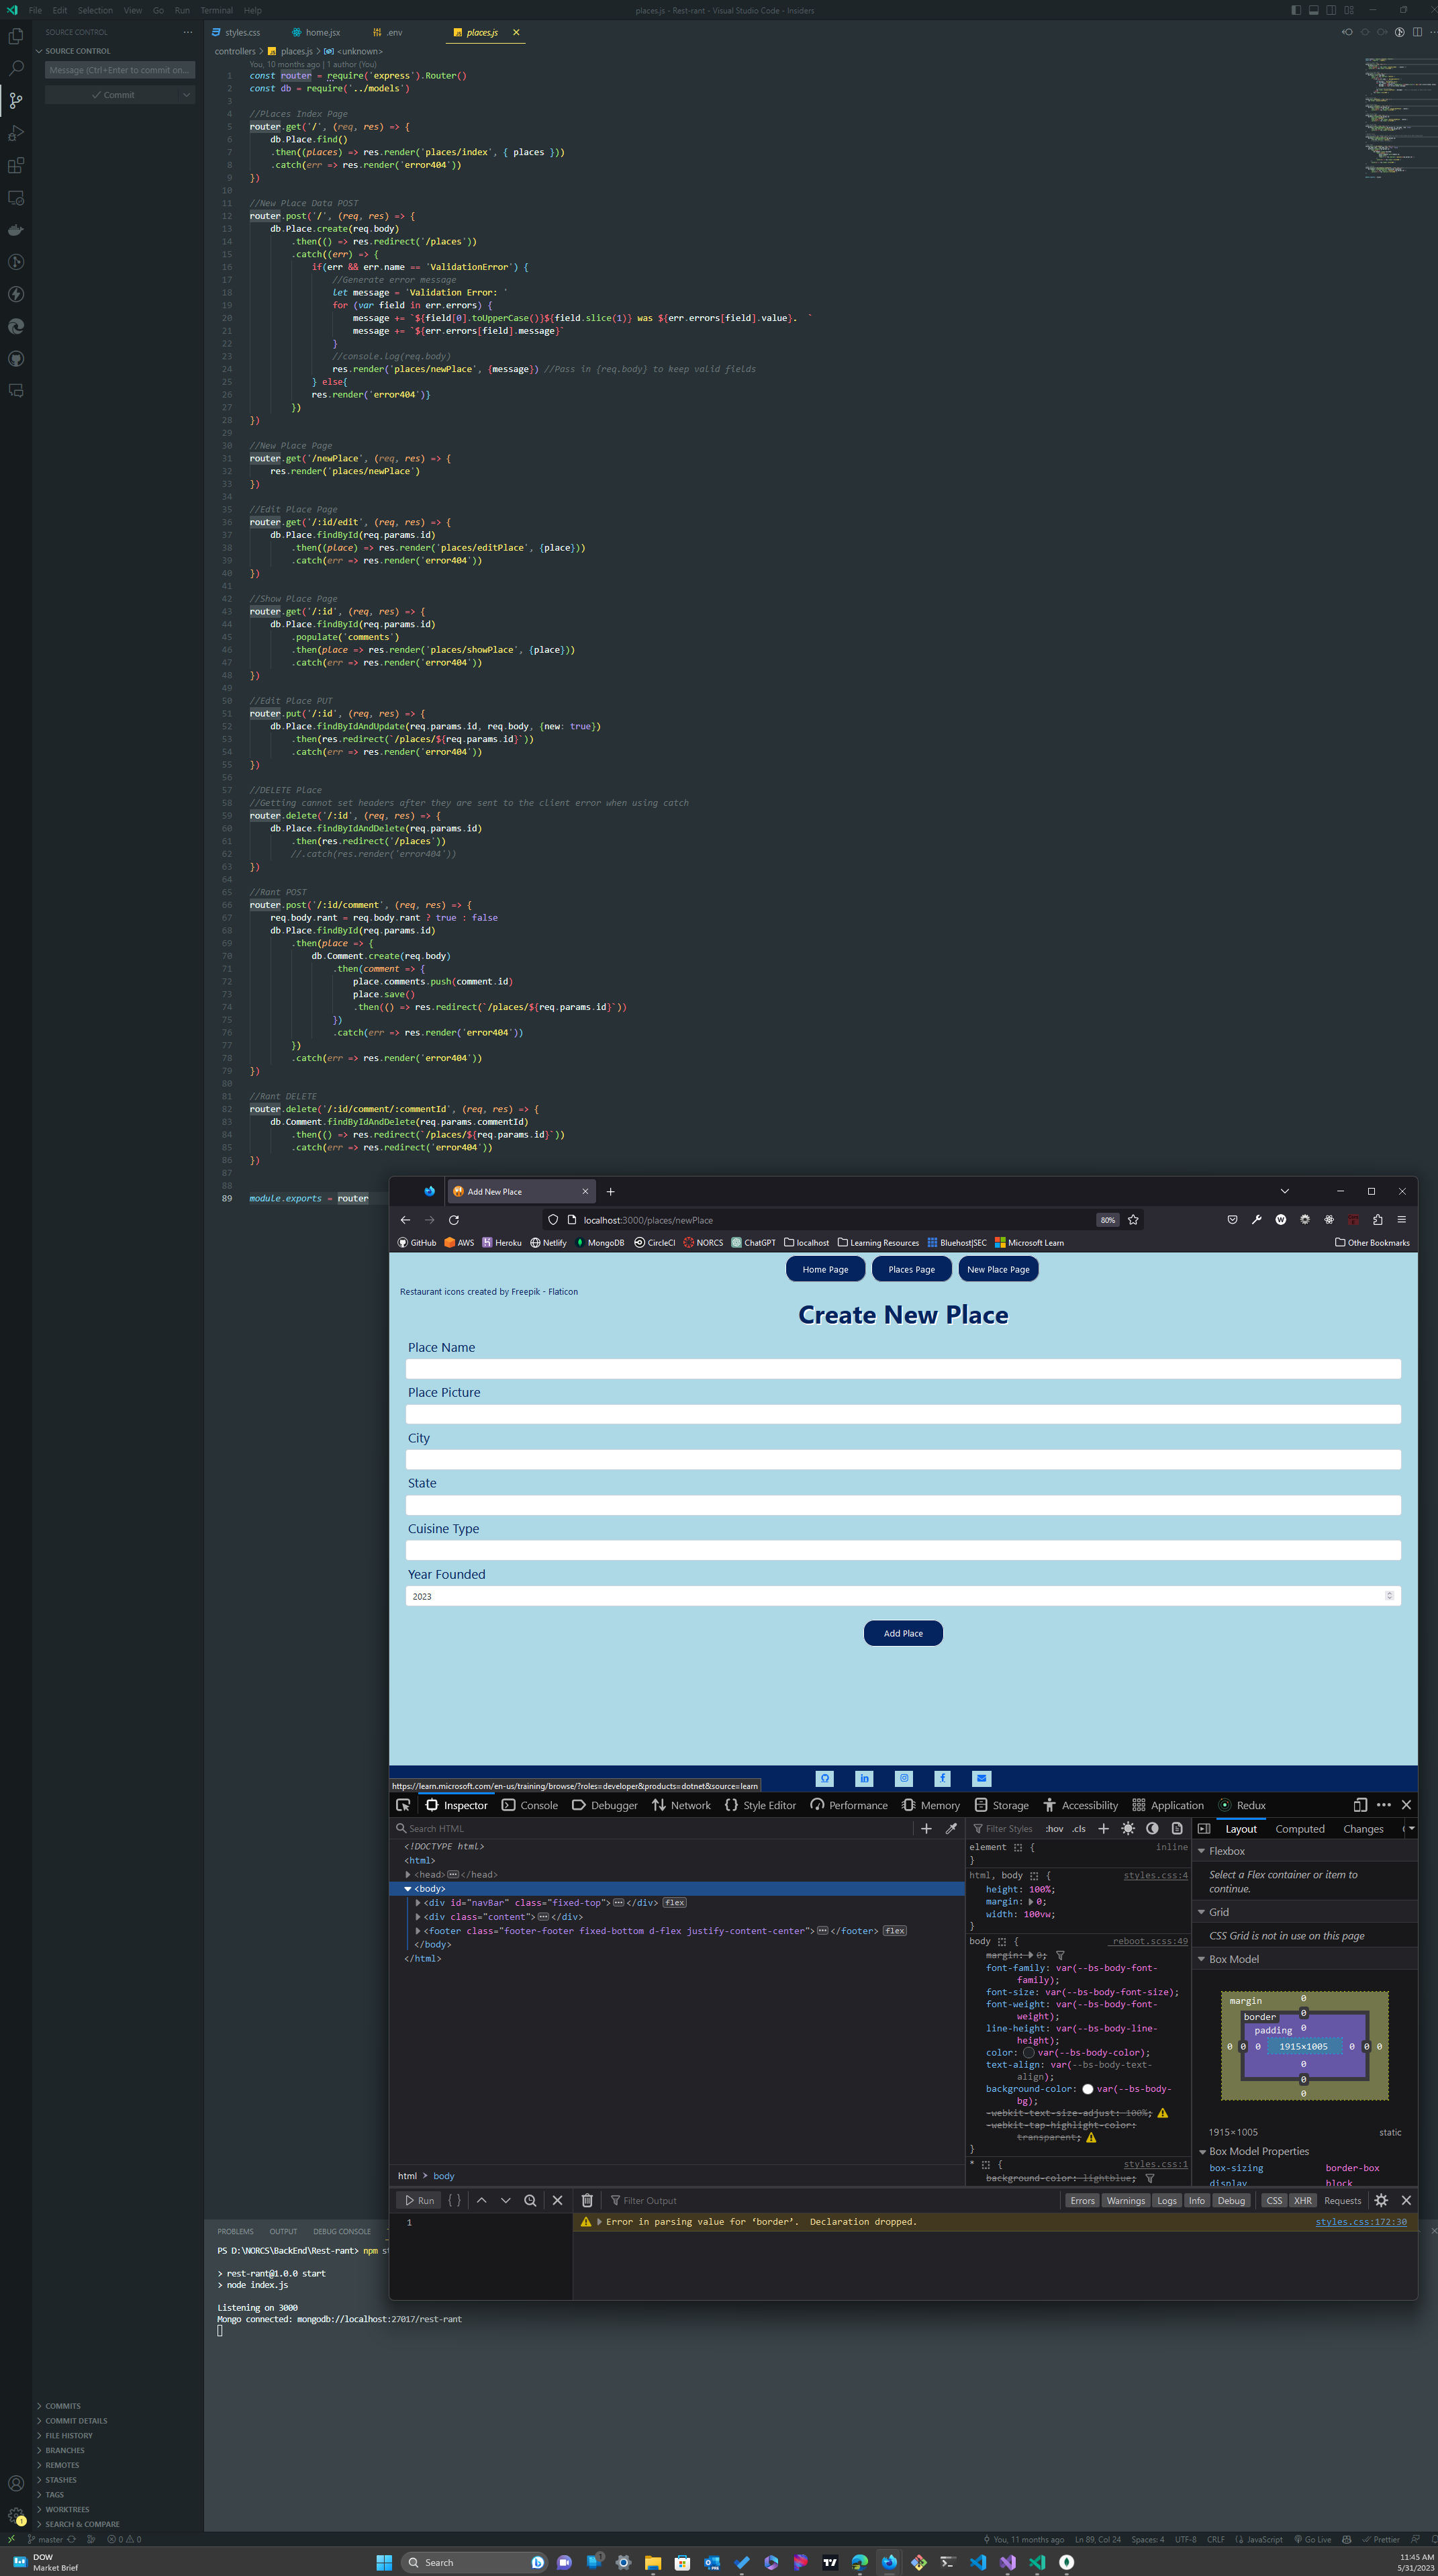 File Edit Selection View Go Run Terminal Help
places.js - Rest-rant - Visual Studio Code - Insiders
SOURCE CONTROL
SOURCE CONTROL
Message (Ctrl+Enter to commit on...
Commit
styles.css home.jsx .env places.js
controllers > places.js > <unknown>
You, 10 months ago | 1 author (You)
1 const router = require('express').Router()
2 const db = require('../models')
3
4 //Places Index Page
5 router.get('/', (req, res) => {
6 db.Place.find()
7 .then((places) => res.render('places/index', { places }))
8 .catch(err => res.render('error404'))
9 })
10
11 //New Place Data POST
12 router.post('/', (req, res) => {
13 db.Place.create(req.body)
14 .then(() => res.redirect('/places'))
15 .catch((err) => {
16 if(err && err.name == 'ValidationError') {
17 //Generate error message
18 let message = 'Validation Error: '
19 for (var field in err.errors) {
20 message += `${field[0].toUpperCase()}${field.slice(1)} was ${err.errors[field].value}. `
21 message += `${err.errors[field].message}`
22 }
23 //console.log(req.body)
24 res.render('places/newPlace', {message}) //Pass in {req.body} to keep valid fields
25 } else{
26 res.render('error404')}
27 })
28 })
29
30 //New Place Page
31 router.get('/newPlace', (req, res) => {
32 res.render('places/newPlace')
33 })
34
35 //Edit Place Page
36 router.get('/:id/edit', (req, res) => {
37 db.Place.findById(req.params.id)
38 .then((place) => res.render('places/editPlace', {place}))
39 .catch(err => res.render('error404'))
40 })
41
42 //Show Place Page
43 router.get('/:id', (req, res) => {
44 db.Place.findById(req.params.id)
45 .populate('comments')
46 .then(place => res.render('places/showPlace', {place}))
47 .catch(err => res.render('error404'))
48 })
49
50 //Edit Place PUT
51 router.put('/:id', (req, res) => {
52 db.Place.findByIdAndUpdate(req.params.id, req.body, {new: true})
53 .then(res.redirect(`/places/${req.params.id}`))
54 .catch(err => res.render('error404'))
55 })
56
57 //DELETE Place
58 //Getting cannot set headers after they are sent to the client error when using catch
59 router.delete('/:id', (req, res) => {
60 db.Place.findByIdAndDelete(req.params.id)
61 .then(res.redirect('/places'))
62 //.catch(res.render('error404'))
63 })
64
65 //Rant POST
66 router.post('/:id/comment', (req, res) => {
67 req.body.rant = req.body.rant ? true : false
68 db.Place.findById(req.params.id)
69 .then(place => {
70 db.Comment.create(req.body)
71 .then(comment => {
72 place.comments.push(comment.id)
73 place.save()
74 .then(() => res.redirect(`/places/${req.params.id}`))
75 })
76 .catch(err => res.render('error404'))
77 })
78 .catch(err => res.render('error404'))
79 })
80
81 //Rant DELETE
82 router.delete('/:id/comment/:commentId', (req, res) => {
83 db.Comment.findByIdAndDelete(req.params.commentId)
84 .then(() => res.redirect(`/places/${req.params.id}`))
85 .catch(err => res.redirect('error404'))
86 })
87
88
89 module.exports = router
Add New Place
localhost:3000/places/newPlace
80%
GitHub AWS Heroku Netlify MongoDB CircleCI NORCS ChatGPT localhost Learning Resources Bluehost|SEC Microsoft Learn Other Bookmarks
Home Page Places Page New Place Page
Restaurant icons created by Freepik - Flaticon
Create New Place
Place Name
Place Picture
City
State
Cuisine Type
Year Founded
2023
Add Place
https://learn.microsoft.com/en-us/training/browse/?roles=developer&products=dotnet&source=learn
Inspector Console Debugger Network Style Editor Performance Memory Storage Accessibility Application Redux
Search HTML
<!DOCTYPE html>
<html>
<head></head>
<body>
<div id="navBar" class="fixed-top"></div> flex
<div class="content"></div>
<footer class="footer-footer fixed-bottom d-flex justify-content-center"></footer> flex
</body>
</html>
html > body
Filter Styles :hov .cls
element { inline
}
html, body { styles.css:4
height: 100%;
margin: 0;
width: 100vw;
}
body { _reboot.scss:49
margin: 0;
font-family: var(--bs-body-font-
family);
font-size: var(--bs-body-font-size);
font-weight: var(--bs-body-font-
weight);
line-height: var(--bs-body-line-
height);
color: var(--bs-body-color);
text-align: var(--bs-body-text-
align);
background-color: var(--bs-body-
bg);
-webkit-text-size-adjust: 100%;
-webkit-tap-highlight-color:
transparent;
}
* { styles.css:1
background-color: lightblue;
Layout Computed Changes
Flexbox
Select a Flex container or item to
continue.
Grid
CSS Grid is not in use on this page
Box Model
margin 0
border 0
padding 0
0 0 0 1915×1005 0 0 0
0
0
0
1915×1005 static
Box Model Properties
box-sizing border-box
display block
Run { }
Filter Output
Errors Warnings Logs Info Debug CSS XHR Requests
1
Error in parsing value for ‘border’. Declaration dropped. styles.css:172:30
PROBLEMS OUTPUT DEBUG CONSOLE
PS D:\NORCS\BackEnd\Rest-rant> npm st
> rest-rant@1.0.0 start
> node index.js
Listening on 3000
Mongo connected: mongodb://localhost:27017/rest-rant
COMMITS
COMMIT DETAILS
FILE HISTORY
BRANCHES
REMOTES
STASHES
TAGS
WORKTREES
SEARCH & COMPARE
1
master 0 0
You, 11 months ago Ln 89, Col 24 Spaces: 4 UTF-8 CRLF JavaScript Go Live Prettier
DOW
Market Brief
Search
11:45 AM
5/31/2023